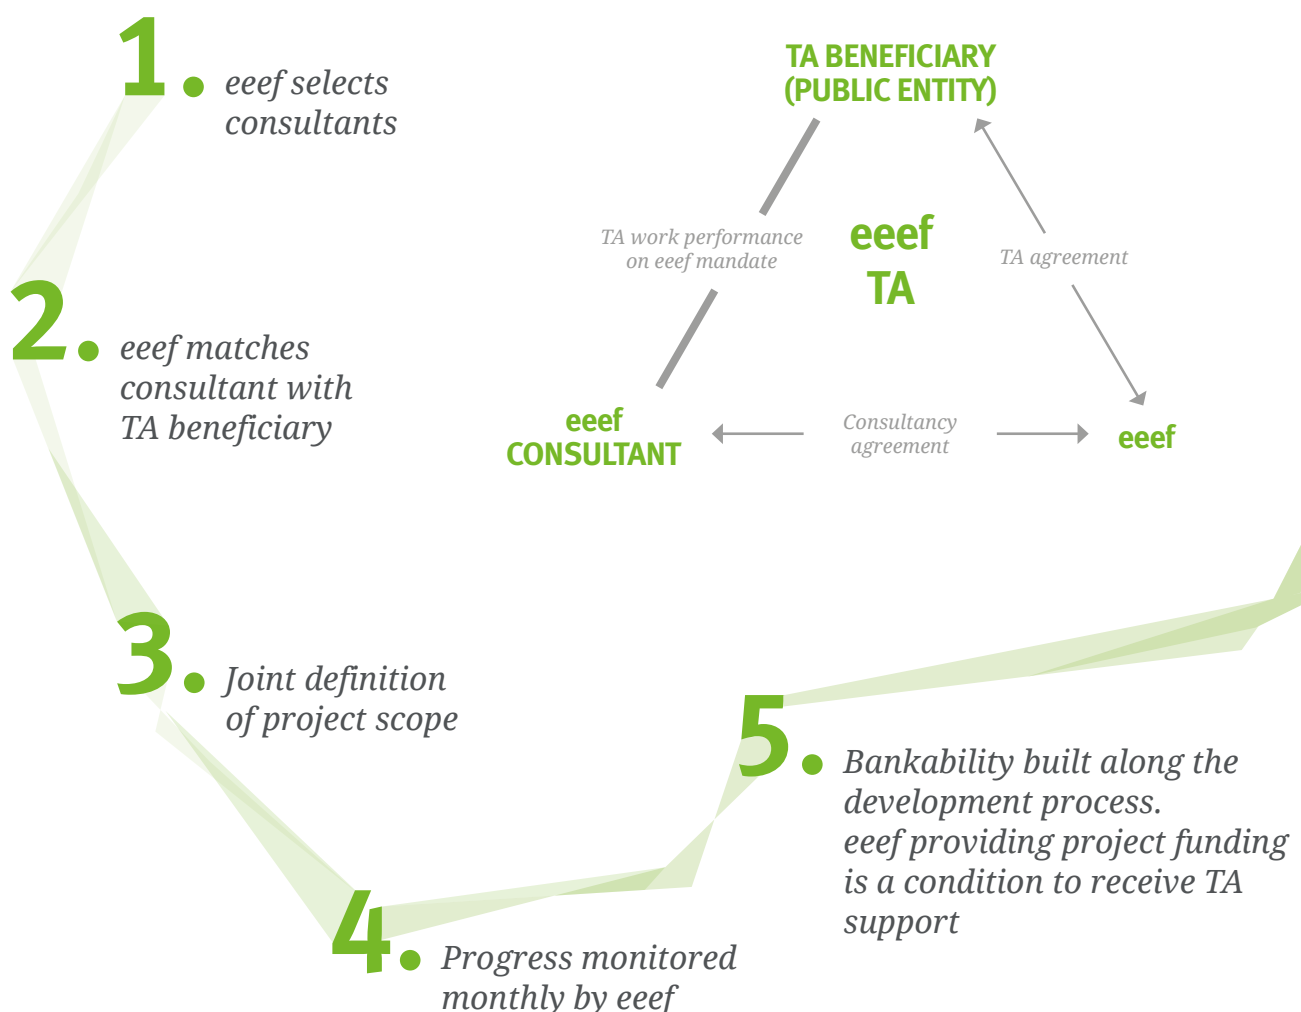 1. eeef selects
consultants
TA BENEFICIARY
(PUBLIC ENTITY)
TA work performance
on eeef mandate
eeef
TA
TA agreement
eeef
CONSULTANT
Consultancy
agreement
eeef
2. eeef matches
consultant with
TA beneficiary
3. Joint definition
of project scope
4. Progress monitored
monthly by eeef
5. Bankability built along the
development process.
eeef providing project funding
is a condition to receive TA
support